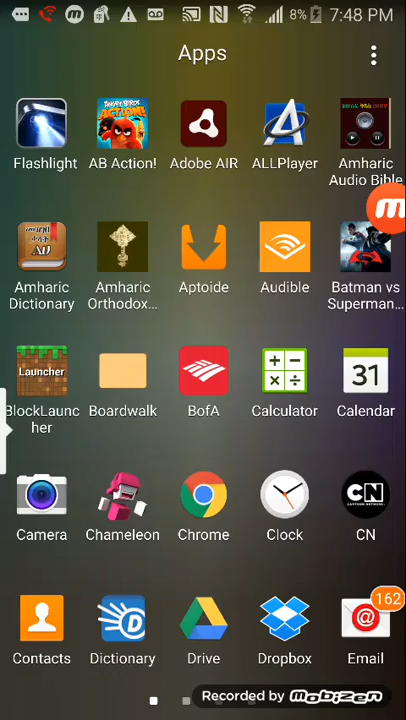 8% 7:48 PM
Apps
Flashlight
AB Action!
Adobe AIR
ALLPlayer
Amharic
Audio Bible
Amharic
Dictionary
Amharic
Orthodox...
Aptoide
Audible
Batman vs
Superman...
Launcher
BlockLaunc
her
Boardwalk
BofA
Calculator
31
Calendar
Camera
Chameleon
Chrome
Clock
CN
CN
162
Contacts
Dictionary
Drive
Dropbox
Email
Recorded by Mobizen